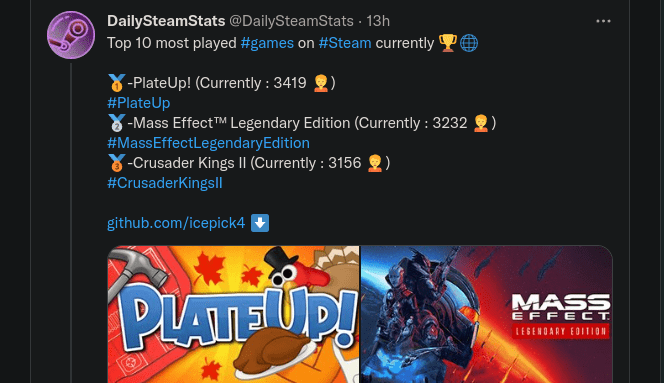 DailySteamStats @DailySteamStats · 13h
Top 10 most played #games on #Steam currently 🏆🌐
🥇-PlateUp! (Currently : 3419 💆)
#PlateUp
🥈-Mass Effect™ Legendary Edition (Currently : 3232 💆)
#MassEffectLegendaryEdition
🥉-Crusader Kings II (Currently : 3156 💆)
#CrusaderKingsII
github.com/icepick4 ⬇️
PLATEUP!
MASS
EFFECT
LEGENDARY EDITION